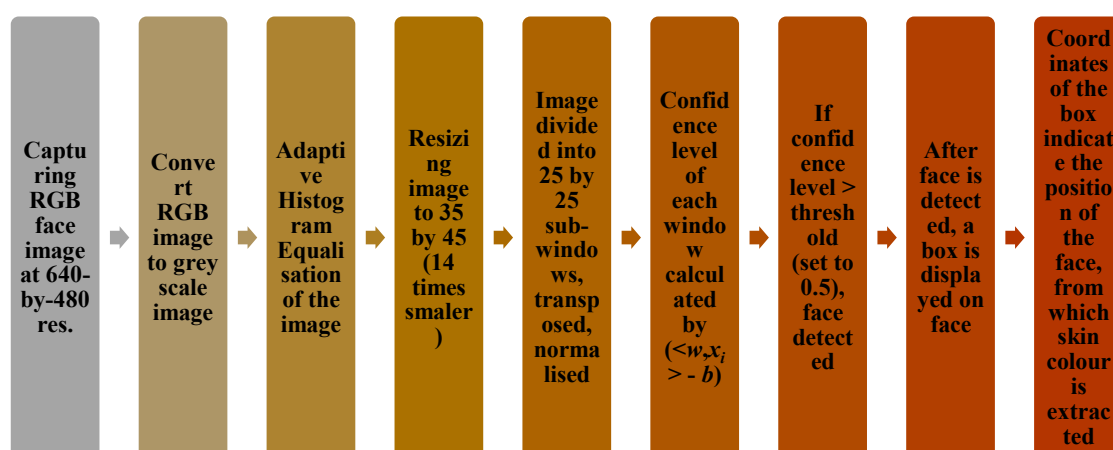 Captu
ring
RGB
face
image
at 640-
by-480
res.
Conve
rt
RGB
image
to grey
scale
image
Adapti
ve
Histog
ram
Equali
sation
of the
image
Resizi
ng
image
to 35
by 45
(14
times
smaler
)
Image
divide
d into
25 by
25
sub-
windo
ws,
transp
osed,
norma
lised
Confid
ence
level
of
each
windo
w
calcul
ated
by
(<w,xi
> - b)
If
confid
ence
level >
thresh
old
(set to
0.5),
face
detect
ed
After
face is
detect
ed, a
box is
displa
yed on
face
Coord
inates
of the
box
indicat
e the
positio
n of
the
face,
from
which
skin
colour
is
extrac
ted